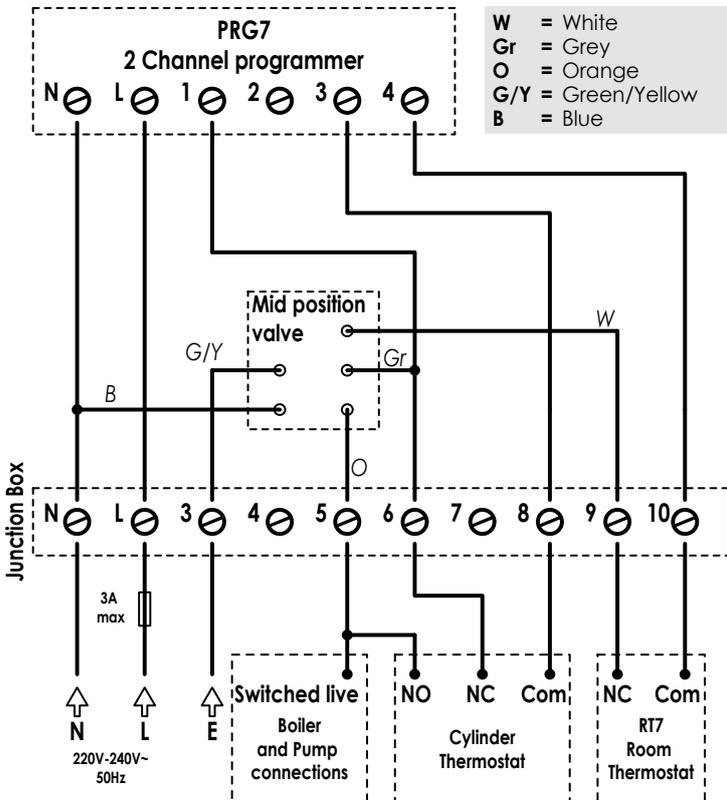 PRG7
2 Channel programmer
N L 1 2 3 4
W = White
Gr = Grey
O = Orange
G/Y = Green/Yellow
B = Blue
Mid position
valve
W
G/Y
Gr
B
O
Junction Box
N L 3 4 5 6 7 8 9 10
3A
max
N L E
220V-240V~
50Hz
Switched live
Boiler
and Pump
connections
NO NC Com
Cylinder
Thermostat
NC Com
RT7
Room
Thermostat